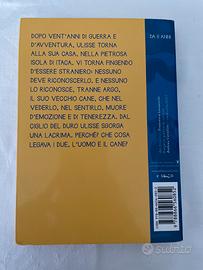 DOPO VENT'ANNI DI GUERRA E
D'AVVENTURA, ULISSE TORNA
ALLA SUA CASA, NELLA PIETROSA
ISOLA DI ITACA. VI TORNA FINGENDO
D'ESSERE STRANIERO: NESSUNO
DEVE RICONOSCERLO. E NESSUNO
LO RICONOSCE, TRANNE ARGO,
IL SUO VECCHIO CANE, CHE NEL
VEDERLO, NEL SENTIRLO, MUORE
D'EMOZIONE E DI TENEREZZA. DAL
CIGLIO DEL DURO ULISSE SGORGA
UNA LACRIMA. PERCHÉ? CHE COSA
LEGAVA I DUE, L'UOMO E IL CANE?
Subito